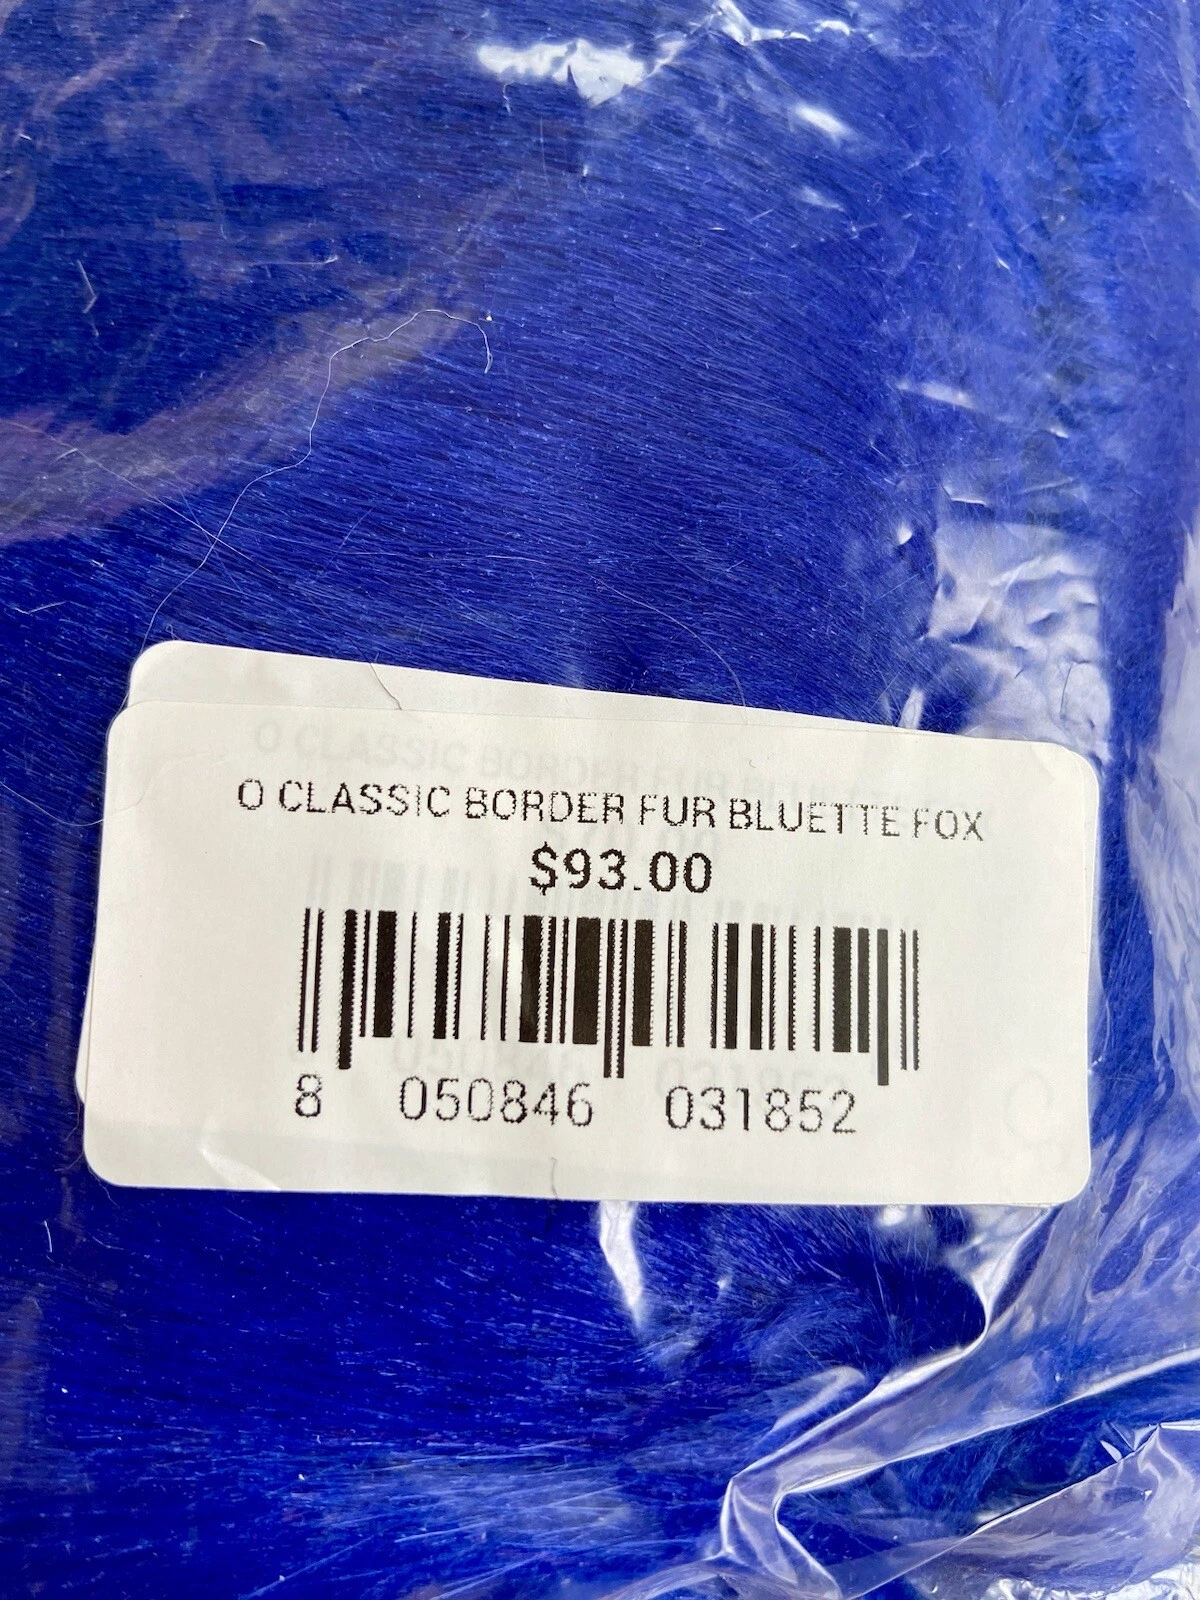 O CLASSIC BORDER FUR BLUETTE FOX
$93.00
8 050846 031852